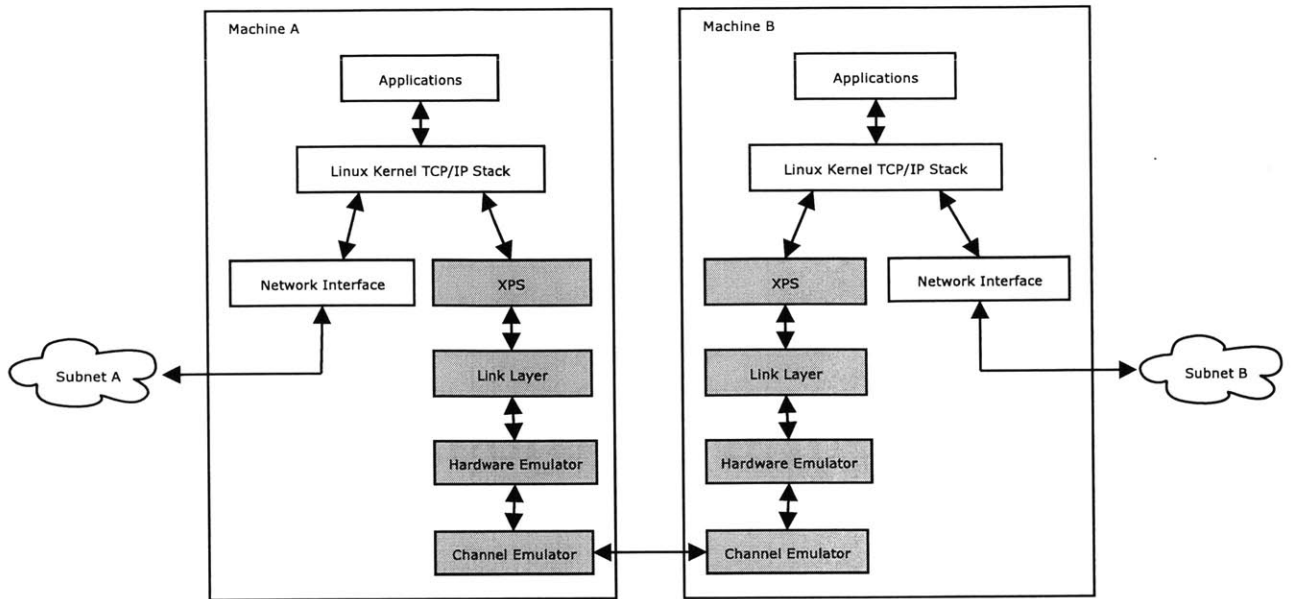 Machine A
Applications
Linux Kernel TCP/IP Stack
Network Interface
XPS
Link Layer
Hardware Emulator
Channel Emulator
Subnet A
Machine B
Applications
Linux Kernel TCP/IP Stack
XPS
Network Interface
Link Layer
Hardware Emulator
Channel Emulator
Subnet B